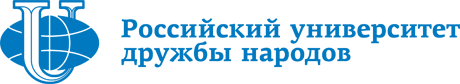 Российский университет
дружбы народов